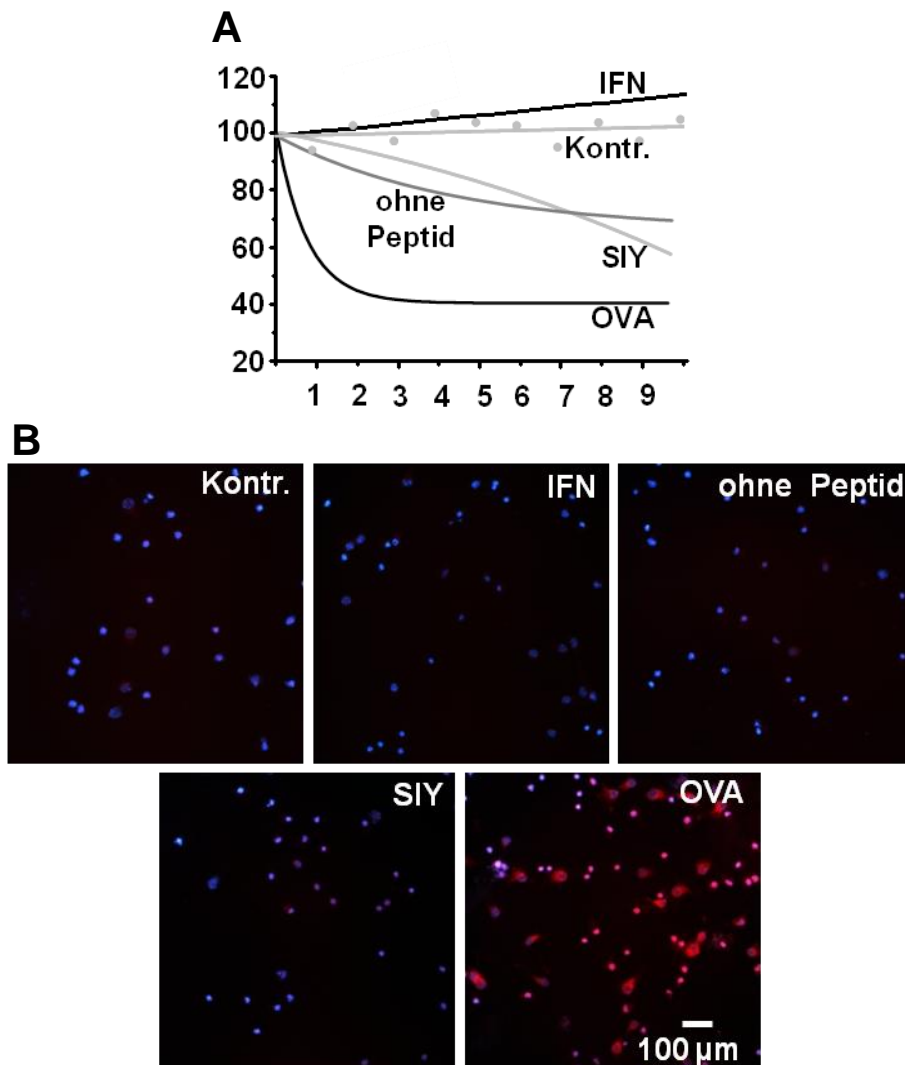 A
120
100
80
60
40
20
IFN
Kontr.
ohne
Peptid
SIY
OVA
1 2 3 4 5 6 7 8 9
B
Kontr.
IFN
ohne Peptid
SIY
OVA
100 µm